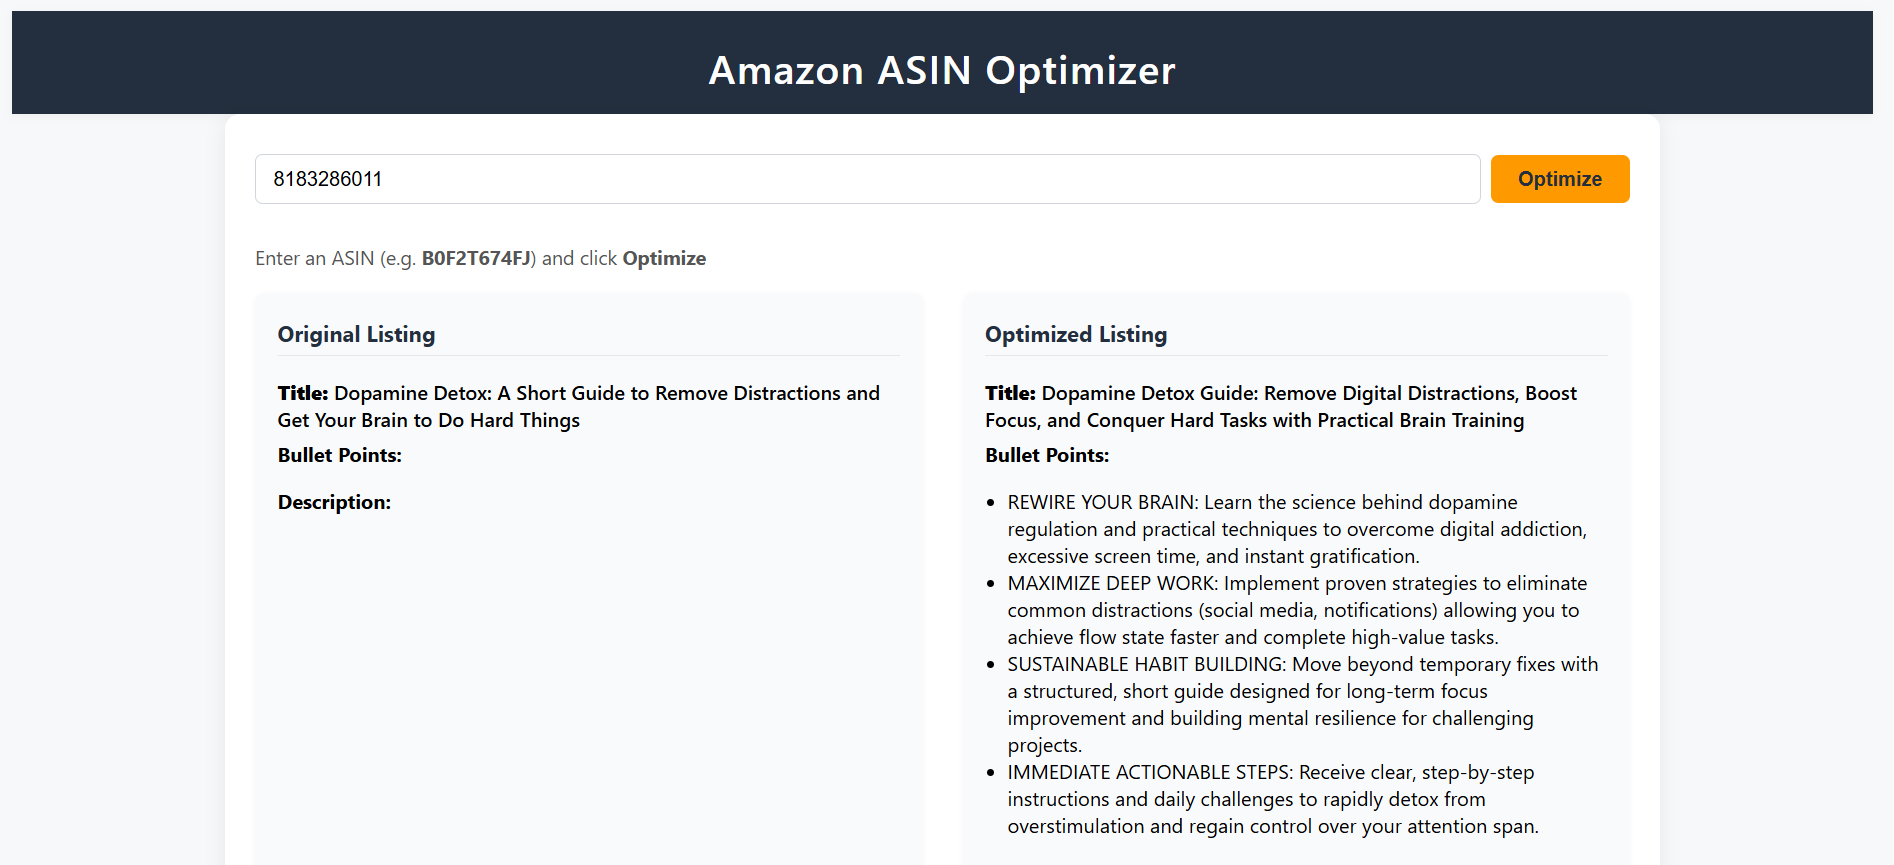 Amazon ASIN Optimizer
8183286011
Optimize
Enter an ASIN (e.g. B0F2T674FJ) and click Optimize
Original Listing
Title: Dopamine Detox: A Short Guide to Remove Distractions and
Get Your Brain to Do Hard Things
Bullet Points:
Description:
Optimized Listing
Title: Dopamine Detox Guide: Remove Digital Distractions, Boost
Focus, and Conquer Hard Tasks with Practical Brain Training
Bullet Points:
• REWIRE YOUR BRAIN: Learn the science behind dopamine
regulation and practical techniques to overcome digital addiction,
excessive screen time, and instant gratification.
• MAXIMIZE DEEP WORK: Implement proven strategies to eliminate
common distractions (social media, notifications) allowing you to
achieve flow state faster and complete high-value tasks.
• SUSTAINABLE HABIT BUILDING: Move beyond temporary fixes with
a structured, short guide designed for long-term focus
improvement and building mental resilience for challenging
projects.
• IMMEDIATE ACTIONABLE STEPS: Receive clear, step-by-step
instructions and daily challenges to rapidly detox from
overstimulation and regain control over your attention span.